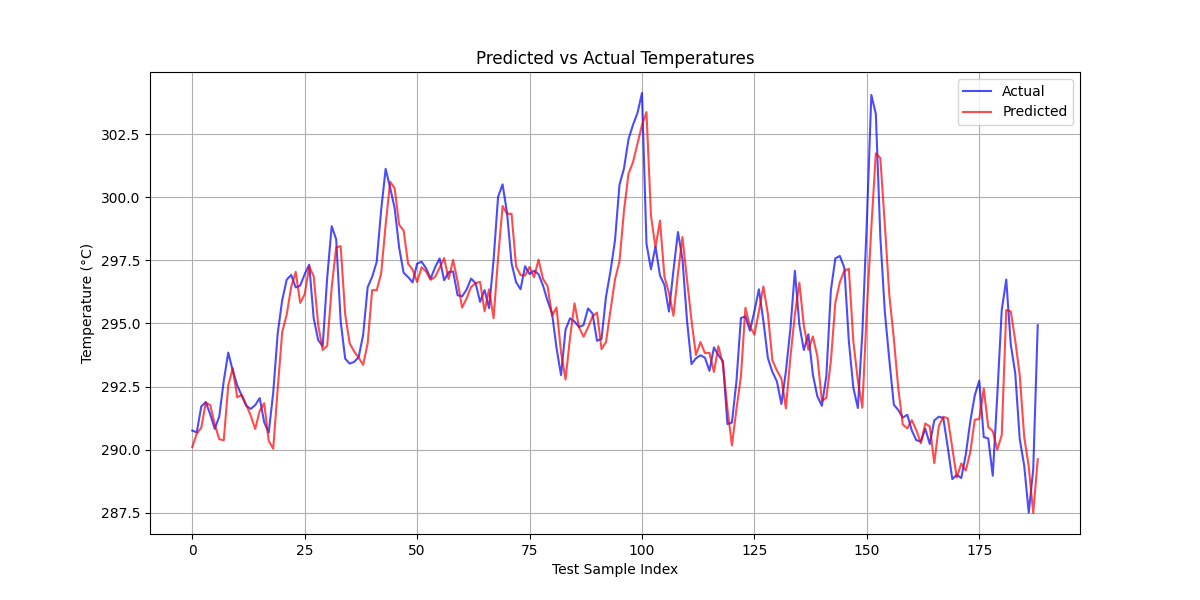 Predicted vs Actual Temperatures
Actual
Predicted
Temperature (°C)
302.5
300.0
297.5
295.0
292.5
290.0
287.5
0 25 50 75 100 125 150 175
Test Sample Index